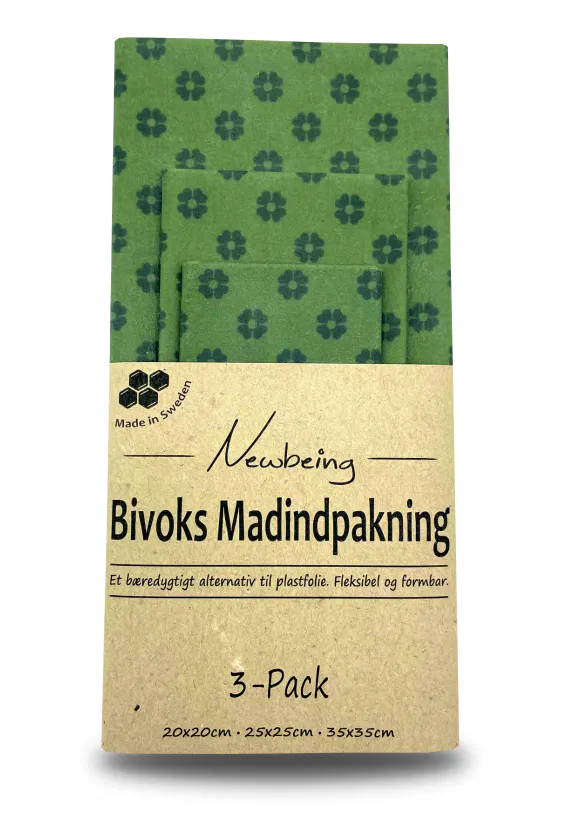 Made in Sweden
Newbeing
Bivoks Madindpakning
Et bæredygtigt alternativ til plastfolie. Fleksibel og formbar.
3-Pack
20x20cm · 25x25cm · 35x35cm